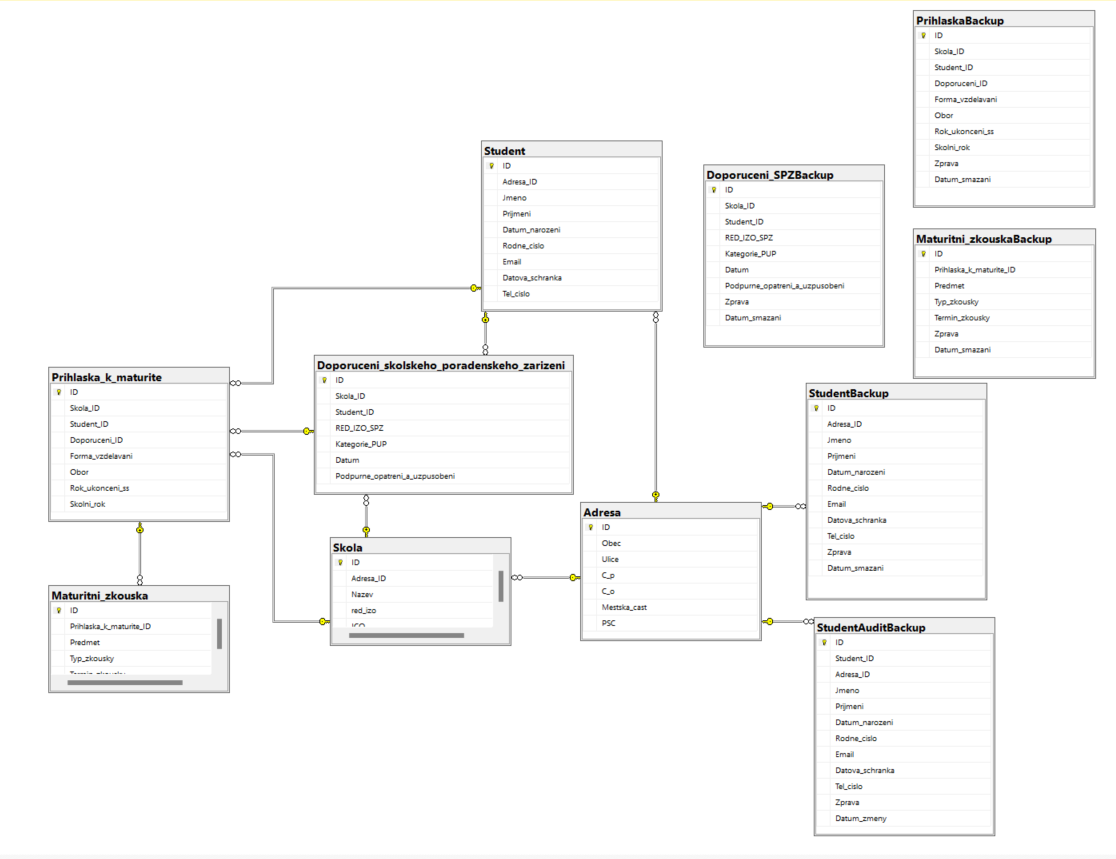 PrihlaskaBackup
ID
Skola_ID
Student_ID
Doporuceni_ID
Forma_vzdelavani
Obor
Rok_ukonceni_ss
Skolni_rok
Zprava
Datum_smazani
Student
ID
Adresa_ID
Jmeno
Prijmeni
Datum_narozeni
Rodne_cislo
Email
Datova_schranka
Tel_cislo
Doporuceni_SPZBackup
ID
Skola_ID
Student_ID
RED_IZO_SPZ
Kategorie_PUP
Datum
Podpurne_opatreni_a_uzpusobeni
Zprava
Datum_smazani
Maturitni_zkouskaBackup
ID
Prihlaska_k_maturite_ID
Predmet
Typ_zkousky
Termin_zkousky
Zprava
Datum_smazani
Prihlaska_k_maturite
ID
Skola_ID
Student_ID
Doporuceni_ID
Forma_vzdelavani
Obor
Rok_ukonceni_ss
Skolni_rok
Doporuceni_skolskeho_poradenskeho_zarizeni
ID
Skola_ID
Student_ID
RED_IZO_SPZ
Kategorie_PUP
Datum
Podpurne_opatreni_a_uzpusobeni
StudentBackup
ID
Adresa_ID
Jmeno
Prijmeni
Datum_narozeni
Rodne_cislo
Email
Datova_schranka
Tel_cislo
Zprava
Datum_smazani
Adresa
ID
Obec
Ulice
C_p
C_o
Mestska_cast
PSC
Skola
ID
Adresa_ID
Nazev
red_izo
ICO
Maturitni_zkouska
ID
Prihlaska_k_maturite_ID
Predmet
Typ_zkousky
Termin_zkousky
StudentAuditBackup
ID
Student_ID
Adresa_ID
Jmeno
Prijmeni
Datum_narozeni
Rodne_cislo
Email
Datova_schranka
Tel_cislo
Zprava
Datum_zmeny